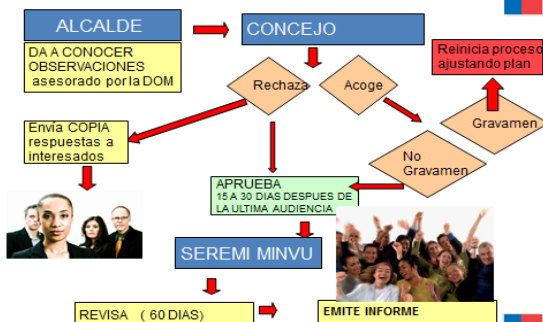 ALCALDE
CONCEJO
DA A CONOCER
OBSERVACIONES
asesorado por la DOM
Reinicia proceso
ajustando plan
Rechaza
Acoge
Gravamen
Envía COPIA
respuestas a
interesados
No
Gravamen
APRUEBA
15 A 30 DIAS DESPUES DE
LA ULTIMA AUDIENCIA
SEREMI MINVU
REVISA ( 60 DIAS)
EMITE INFORME